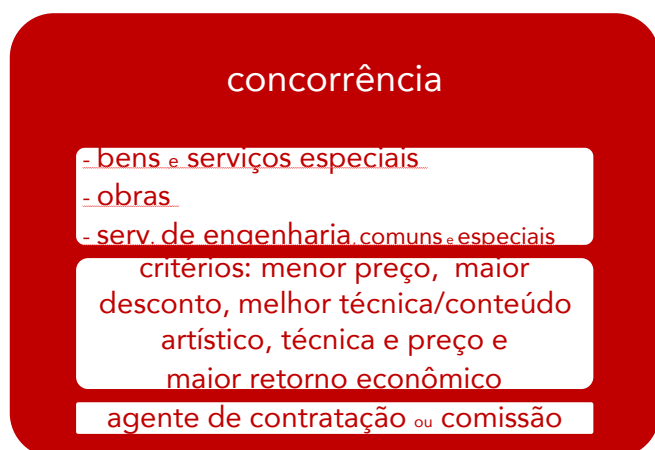 concorrência
- bens e serviços especiais
- obras
- serv. de engenharia, comuns e especiais
critérios: menor preço, maior
desconto, melhor técnica/conteúdo
artístico, técnica e preço e
maior retorno econômico
agente de contratação ou comissão